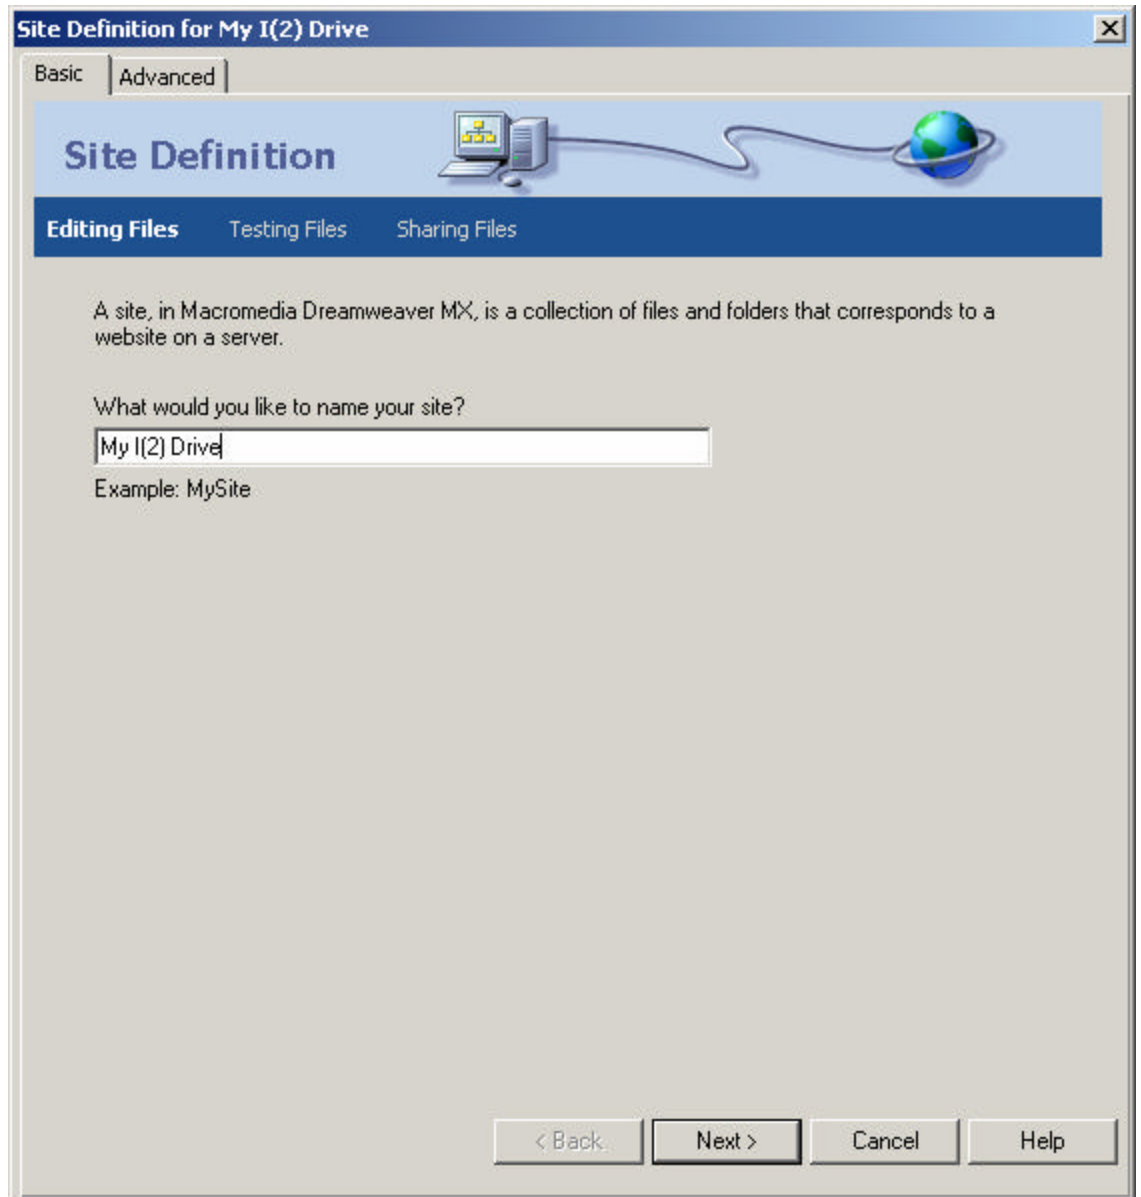 Site Definition for My I(2) Drive
Basic
Advanced
Site Definition
Editing Files
Testing Files
Sharing Files
A site, in Macromedia Dreamweaver MX, is a collection of files and folders that corresponds to a
website on a server.
What would you like to name your site?
My I(2) Drive
Example: MySite
< Back
Next >
Cancel
Help